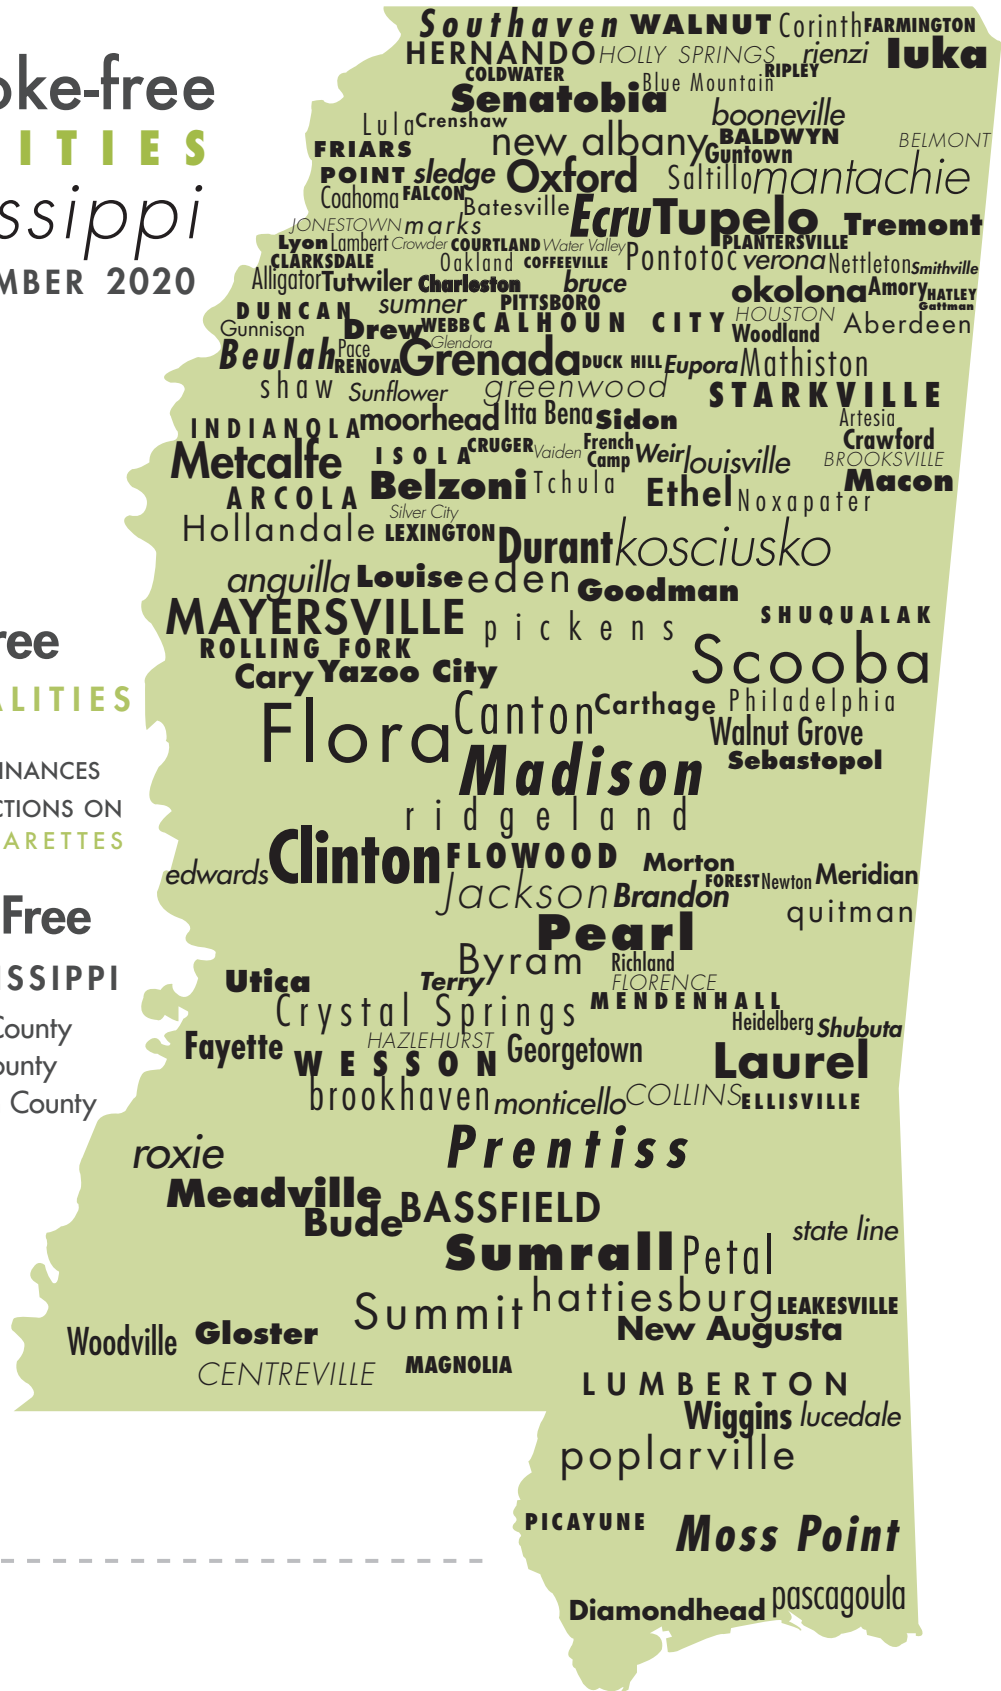 oke-free
ITIES
ssippi
MBER 2020
Southaven WALNUT Corinth FARMINGTON
HERNANDO HOLLY SPRINGS rienzi Iuka
COLDWATER Blue Mountain RIPLEY
Senatobia booneville
Lula Crenshaw new albany BALDWYN BELMONT
FRIARS Guntown
POINT sledge Oxford Saltillo mantachie
Coahoma FALCON Batesville Ecru Tupelo Tremont
JONESTOWN marks
Lyon Lambert Crowder COURTLAND Water Valley PLANTERSVILLE
CLARKSDALE Oakland COFFEEVILLE Pontotoc verona Nettleton Smithville
Alligator Tutwiler Charleston bruce okolona Amory HATLEY
DUNCAN sumner PITTSBORO Gattman
Gunnison Drew WEBB CALHOUN CITY HOUSTON Aberdeen
Woodland
Beulah Pace Glendora
RENOVA Grenada DUCK HILL Eupora Mathiston
shaw Sunflower greenwood STARKVILLE
INDIANOLA moorhead Itta Bena Sidon Artesia
Metcalfe ISOLA CRUGER Vaiden French Camp Weir louisville Crawford
BROOKSVILLE
ARCOLA Belzoni Tchula Ethel Noxapater Macon
Silver City
Hollandale LEXINGTON Durant kosciusko
anguilla Louise eden Goodman
MAYERSVILLE pickens SHUQUALAK
ROLLING FORK
Cary Yazoo City Scooba
ree
ALITIES
Flora Canton Carthage Philadelphia
Walnut Grove
Madison Sebastopol
INANCES
CTIONS ON
ARETTES
ridgeland
edwards Clinton FLOWOOD Morton
Jackson Brandon FOREST Newton Meridian
Free
Pearl quitman
ISSIPPI
Byram Richland
Utica Terry FLORENCE
Crystal Springs MENDENHALL
County
Heidelberg Shubuta
Fayette HAZLEHURST Georgetown
WESSON Laurel
ounty
County
brookhaven monticello COLLINS ELLISVILLE
roxie Prentiss
Meadville
Bude BASSFIELD
state line
Sumrall Petal
Summit hattiesburg LEAKESVILLE
Woodville Gloster New Augusta
CENTREVILLE MAGNOLIA
LUMBERTON
Wiggins lucedale
poplarville
PICAYUNE Moss Point
Diamondhead pascagoula